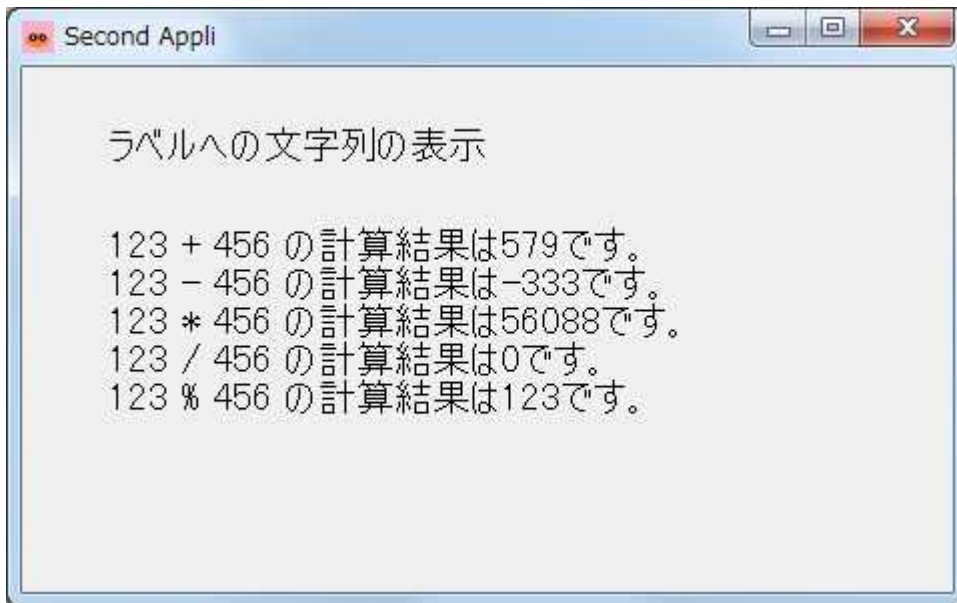 Second Appli
ラベルへの文字列の表示
123 + 456 の計算結果は579です。
123 - 456 の計算結果は-333です。
123 * 456 の計算結果は56088です。
123 / 456 の計算結果は0です。
123 % 456 の計算結果は123です。